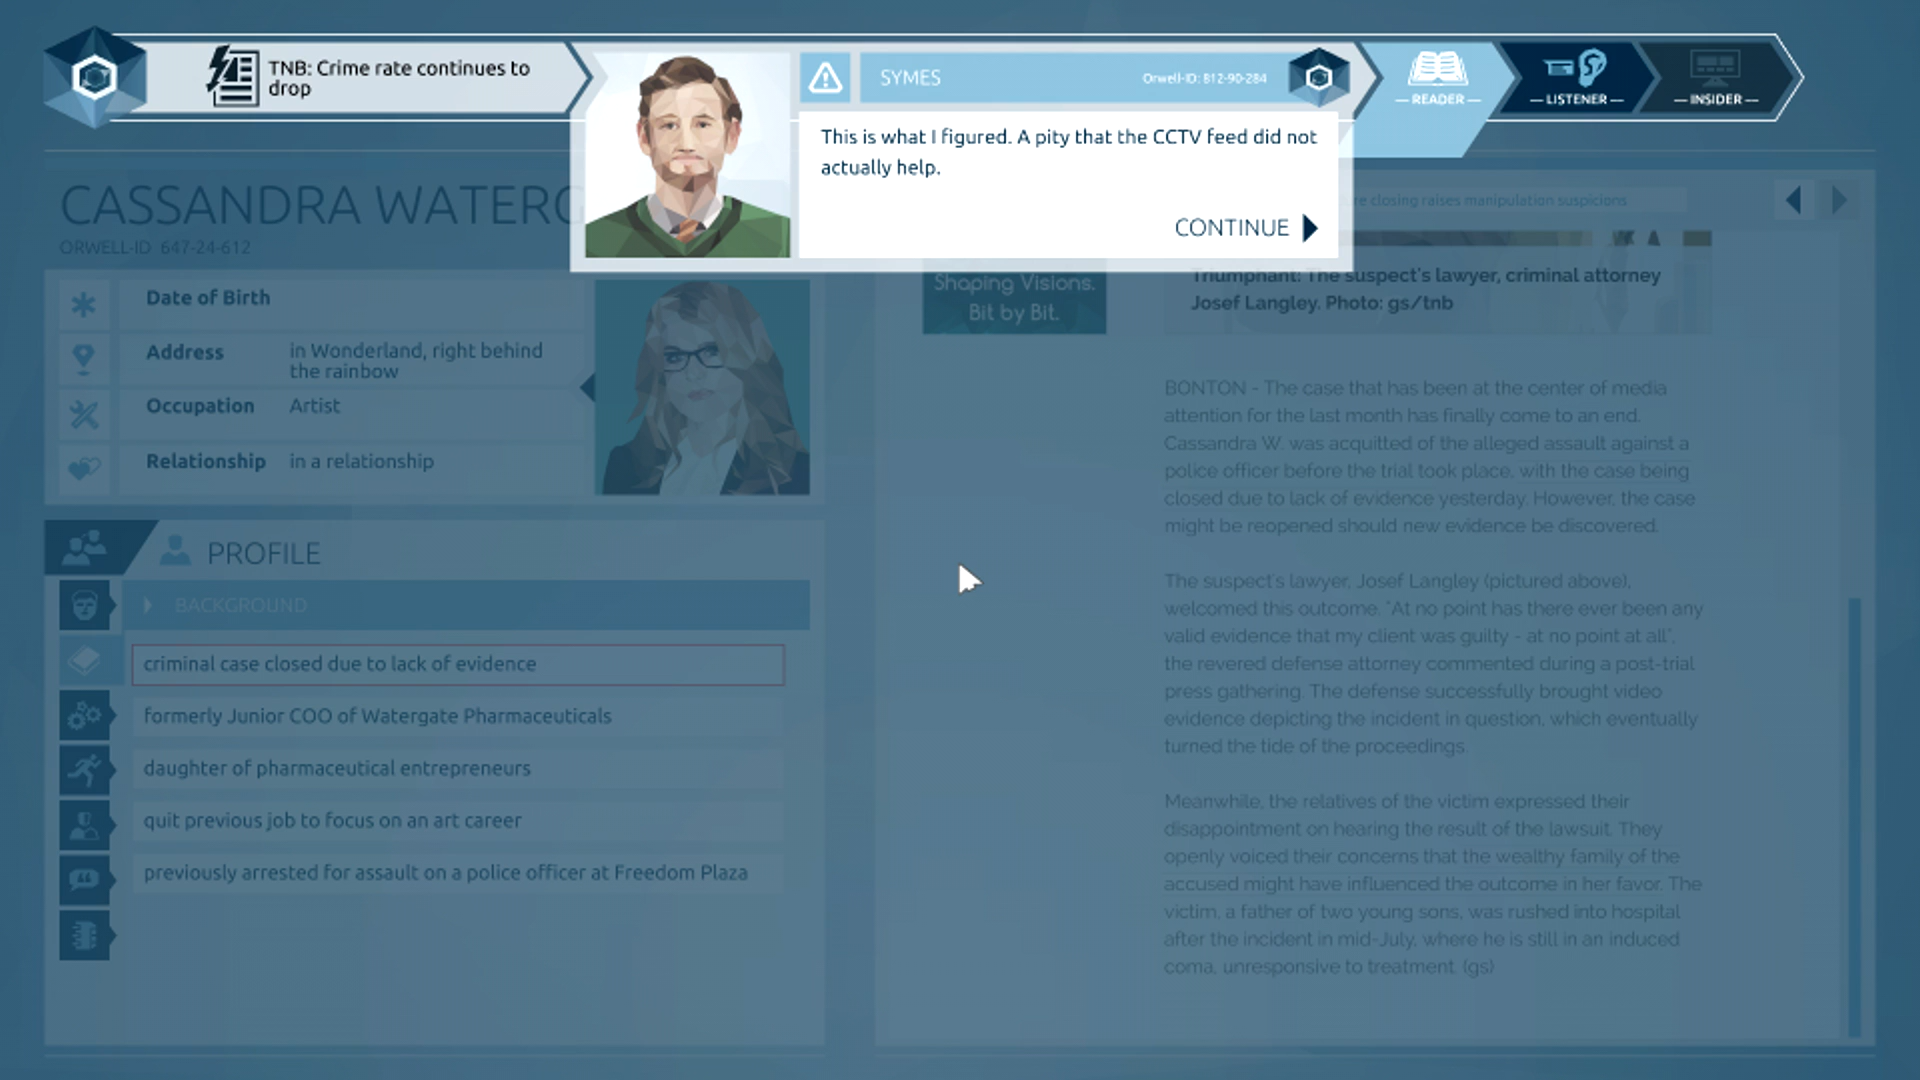 TNB: Crime rate continues to
drop
SYMES
Orwell-ID: 812-90-284
This is what I figured. A pity that the CCTV feed did not
actually help.
CONTINUE
— READER —
— LISTENER —
— INSIDER —
CASSANDRA WATERG
ORWELL-ID 647-24-612
Date of Birth
Address in Wonderland, right behind
the rainbow
Occupation Artist
Relationship in a relationship
PROFILE
BACKGROUND
criminal case closed due to lack of evidence
formerly Junior COO of Watergate Pharmaceuticals
daughter of pharmaceutical entrepreneurs
quit previous job to focus on an art career
previously arrested for assault on a police officer at Freedom Plaza
closing raises manipulation suspicions
Shaping Visions.
Bit by Bit.
Triumphant: The suspect's lawyer, criminal attorney
Josef Langley. Photo: gs/tnb
BONTON - The case that has been at the center of media
attention for the last month has finally come to an end.
Cassandra W. was acquitted of the alleged assault against a
police officer before the trial took place, with the case being
closed due to lack of evidence yesterday. However, the case
might be reopened should new evidence be discovered.
The suspect's lawyer, Josef Langley (pictured above),
welcomed this outcome. "At no point has there ever been any
valid evidence that my client was guilty - at no point at all",
the revered defense attorney commented during a post-trial
press gathering. The defense successfully brought video
evidence depicting the incident in question, which eventually
turned the tide of the proceedings.
Meanwhile, the relatives of the victim expressed their
disappointment on hearing the result of the lawsuit. They
openly voiced their concerns that the wealthy family of the
accused might have influenced the outcome in her favor. The
victim, a father of two young sons, was rushed into hospital
after the incident in mid-July, where he is still in an induced
coma, unresponsive to treatment. (gs)